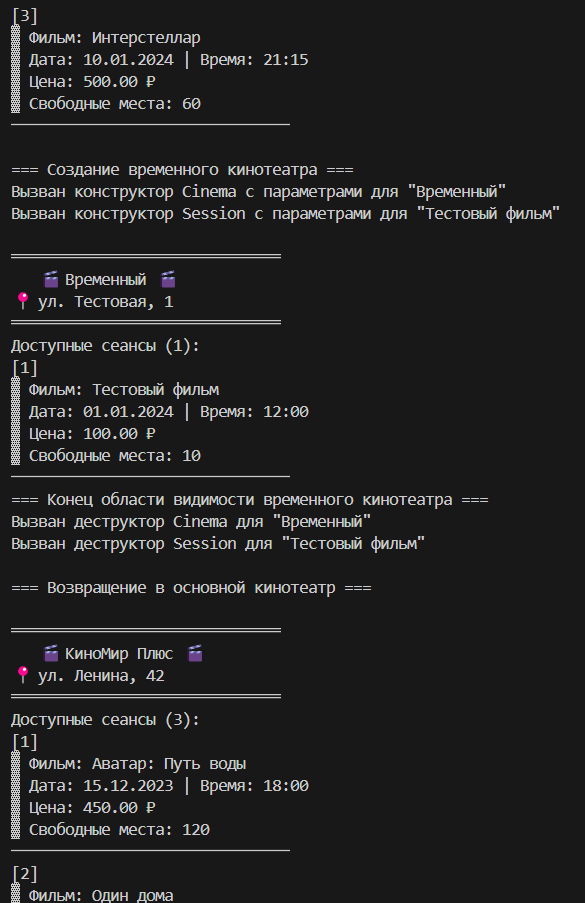 [3]
Фильм: Интерстеллар
Дата: 10.01.2024 | Время: 21:15
Цена: 500.00 ₽
Свободные места: 60
=== Создание временного кинотеатра ===
Вызван конструктор Cinema с параметрами для "Временный"
Вызван конструктор Session с параметрами для "Тестовый фильм"
🎬 Временный 🎬
📍 ул. Тестовая, 1
Доступные сеансы (1):
[1]
Фильм: Тестовый фильм
Дата: 01.01.2024 | Время: 12:00
Цена: 100.00 ₽
Свободные места: 10
=== Конец области видимости временного кинотеатра ===
Вызван деструктор Cinema для "Временный"
Вызван деструктор Session для "Тестовый фильм"
=== Возвращение в основной кинотеатр ===
🎬 КиноМир Плюс 🎬
📍 ул. Ленина, 42
Доступные сеансы (3):
[1]
Фильм: Аватар: Путь воды
Дата: 15.12.2023 | Время: 18:00
Цена: 450.00 ₽
Свободные места: 120
[2]
Фильм: Один дома